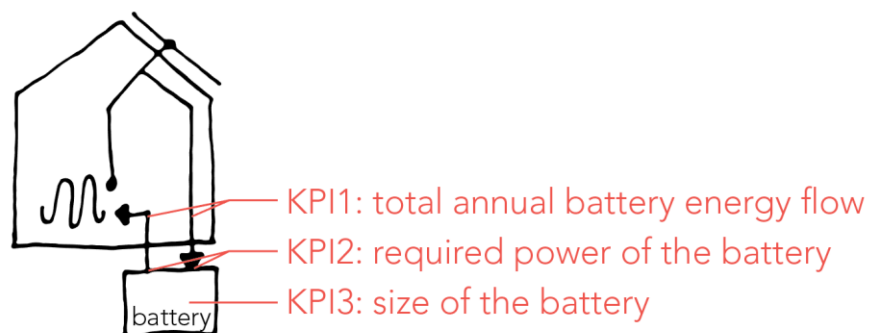 KPI1: total annual battery energy flow
KPI2: required power of the battery
KPI3: size of the battery
battery